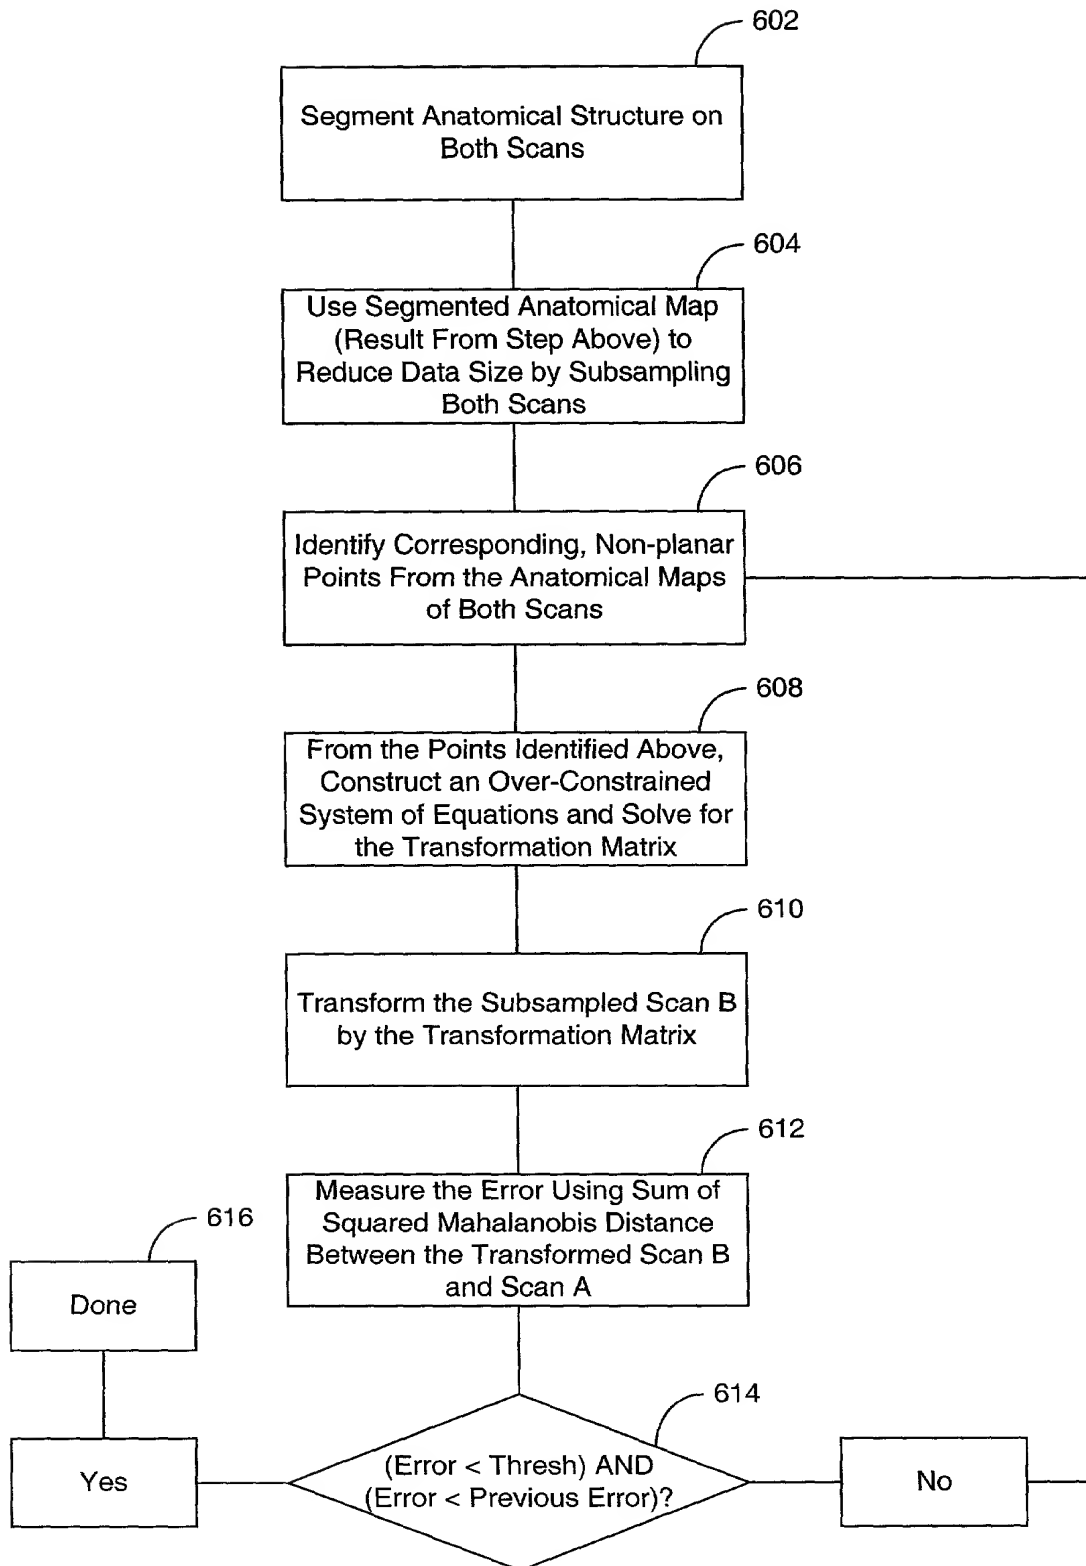 602
Segment Anatomical Structure on
Both Scans
604
Use Segmented Anatomical Map
(Result From Step Above) to
Reduce Data Size by Subsampling
Both Scans
606
Identify Corresponding, Non-planar
Points From the Anatomical Maps
of Both Scans
608
From the Points Identified Above,
Construct an Over-Constrained
System of Equations and Solve for
the Transformation Matrix
610
Transform the Subsampled Scan B
by the Transformation Matrix
612
Measure the Error Using Sum of
Squared Mahalanobis Distance
Between the Transformed Scan B
and Scan A
616
Done
614
Yes
(Error < Thresh) AND
(Error < Previous Error)?
No